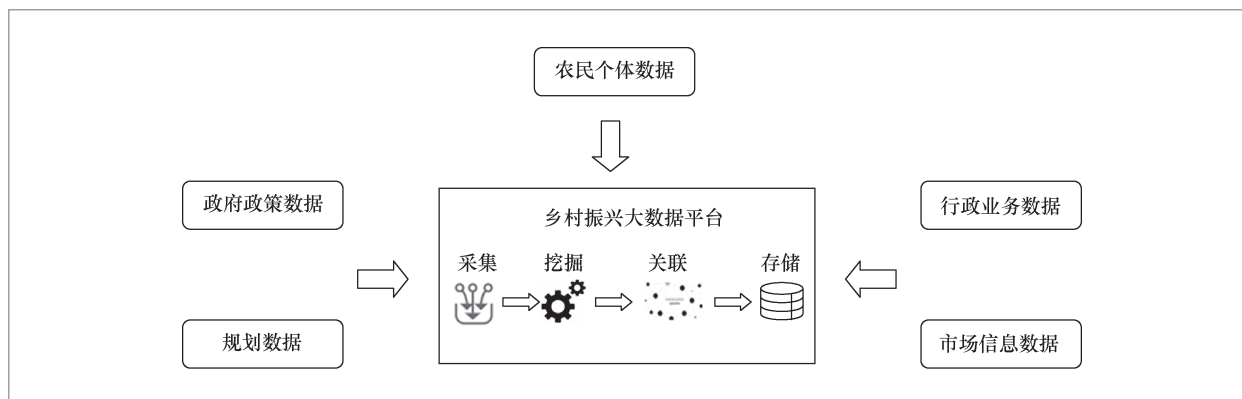 农民个体数据
政府政策数据
行政业务数据
乡村振兴大数据平台
采集
挖掘
关联
存储
规划数据
市场信息数据